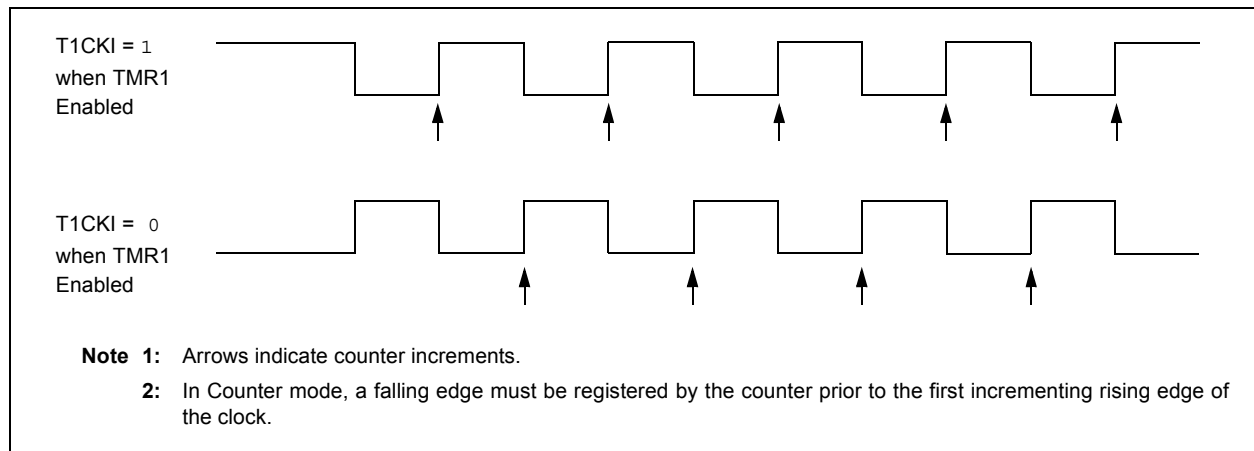 T1CKI = 1
when TMR1
Enabled
T1CKI = 0
when TMR1
Enabled
Note 1: Arrows indicate counter increments.
2: In Counter mode, a falling edge must be registered by the counter prior to the first incrementing rising edge of
the clock.